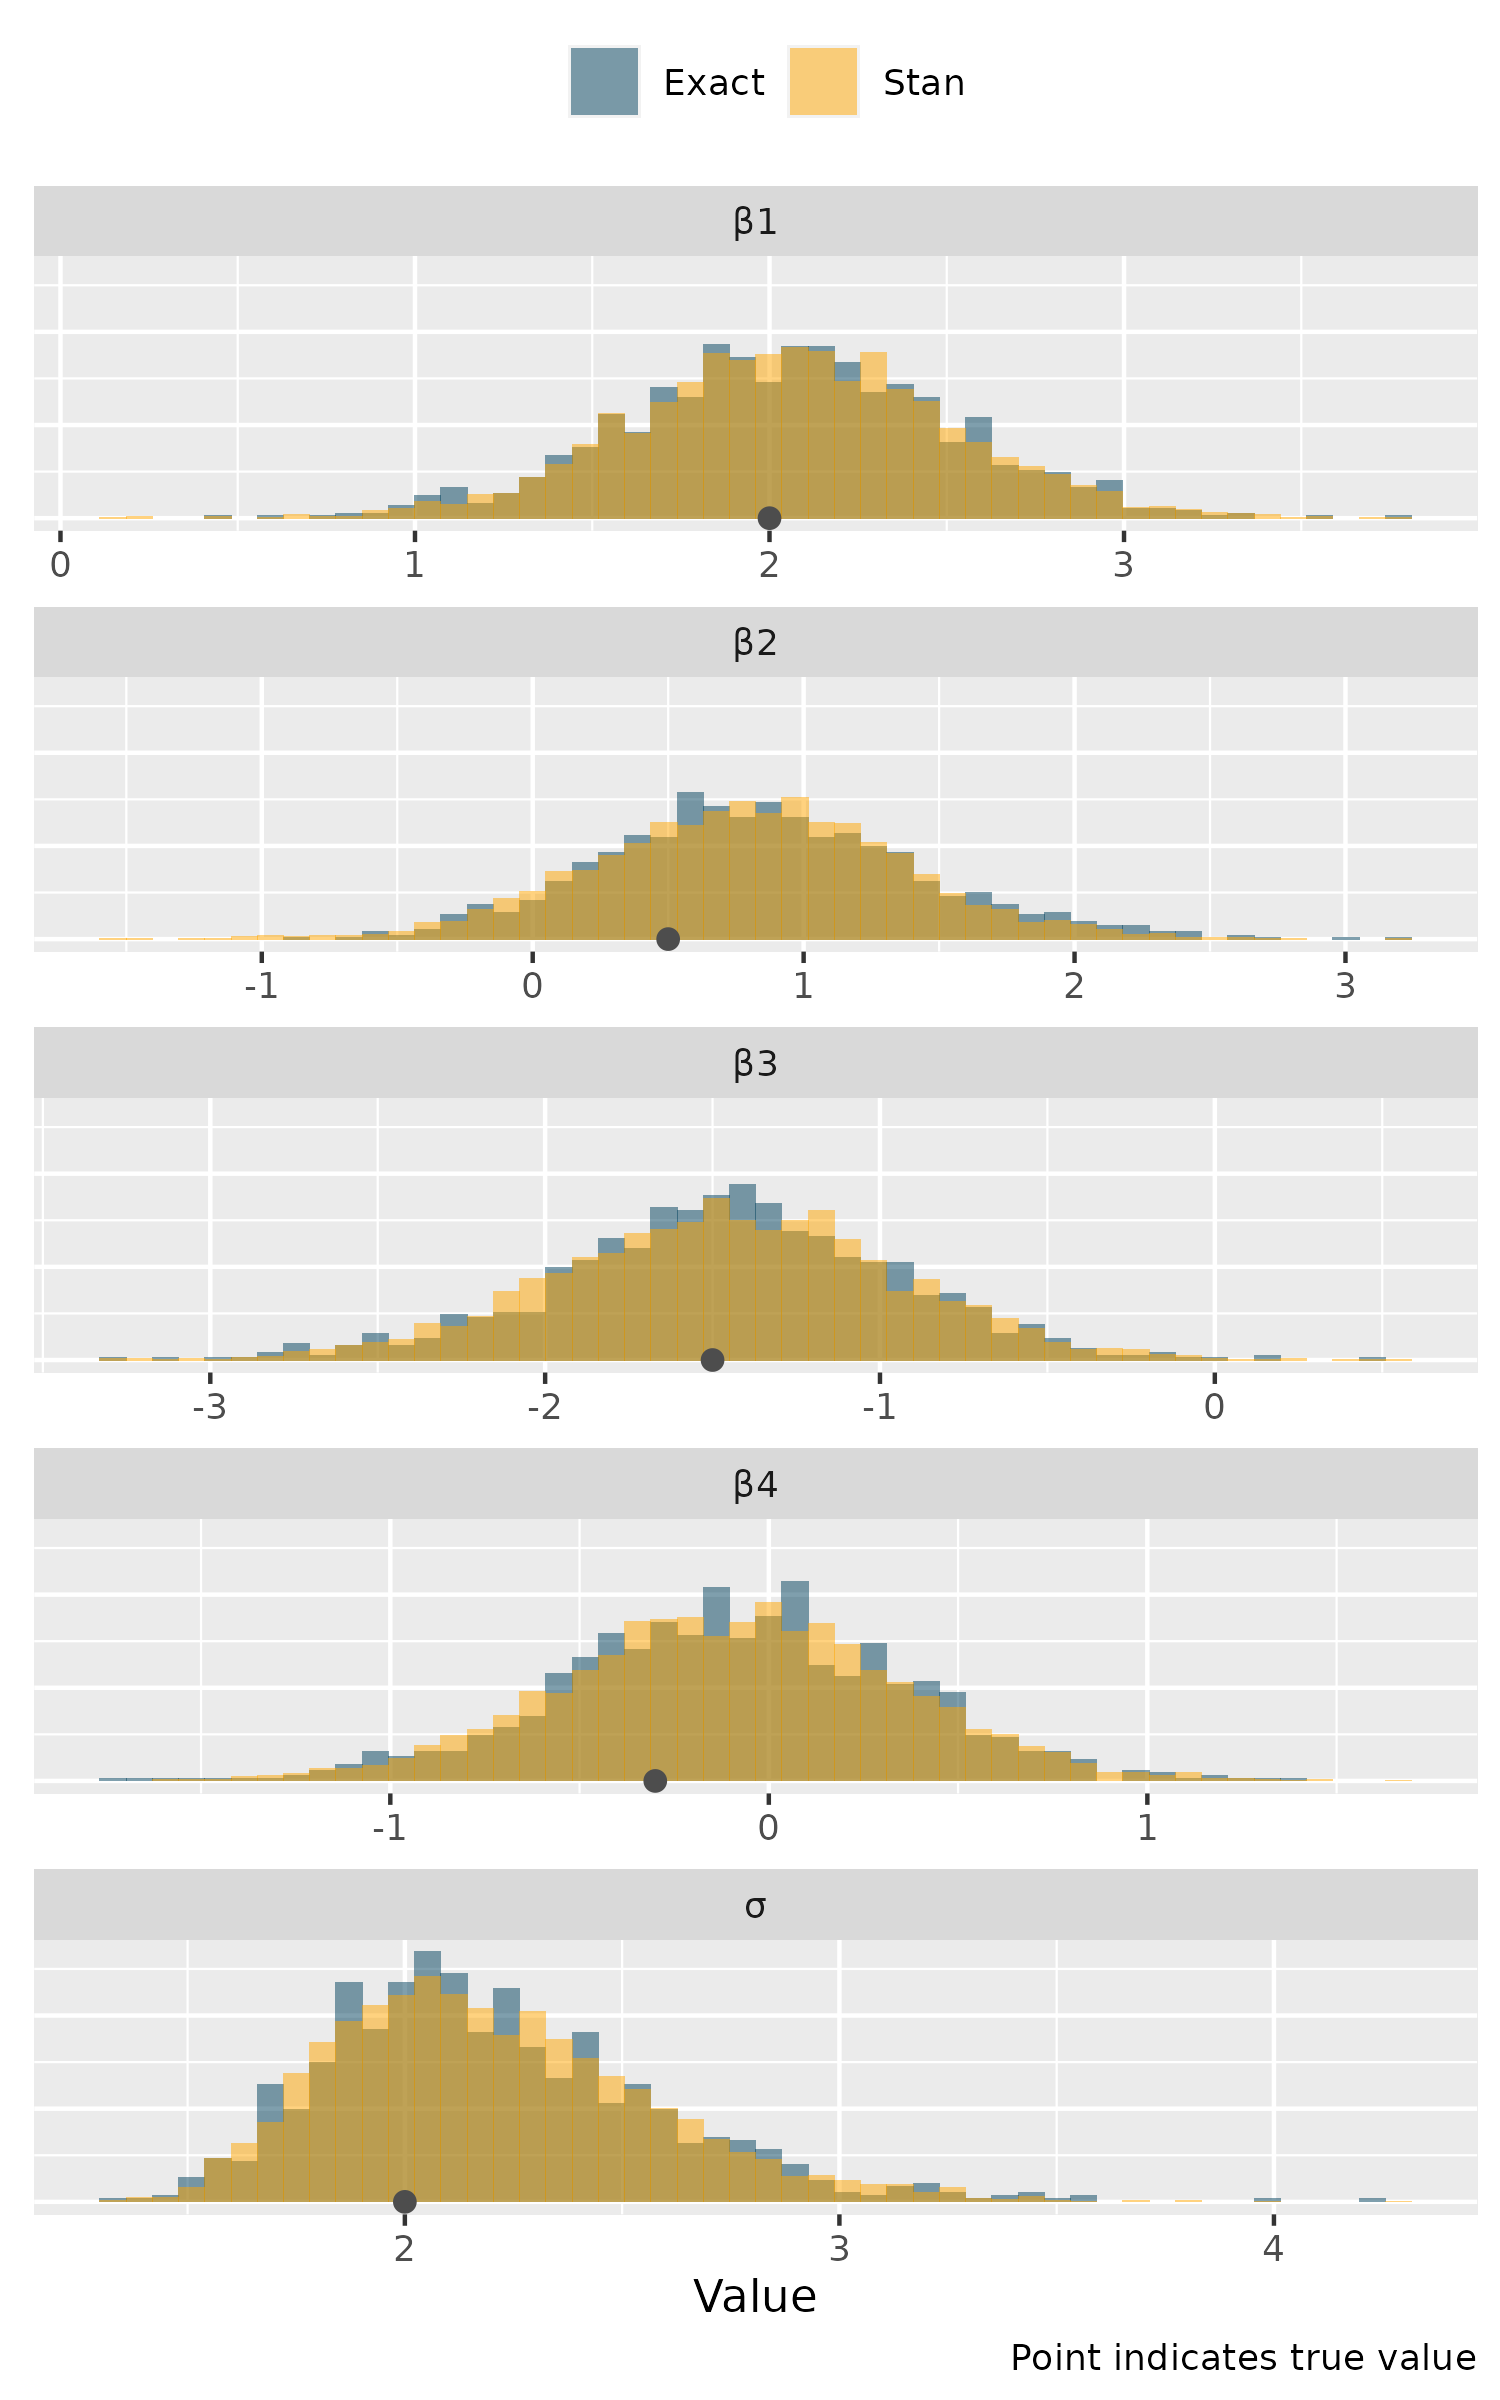 Exact Stan
β1
0 1 2 3
β2
-1 0 1 2 3
β3
-3 -2 -1 0
β4
-1 0 1
σ
2 3 4
Value
Point indicates true value